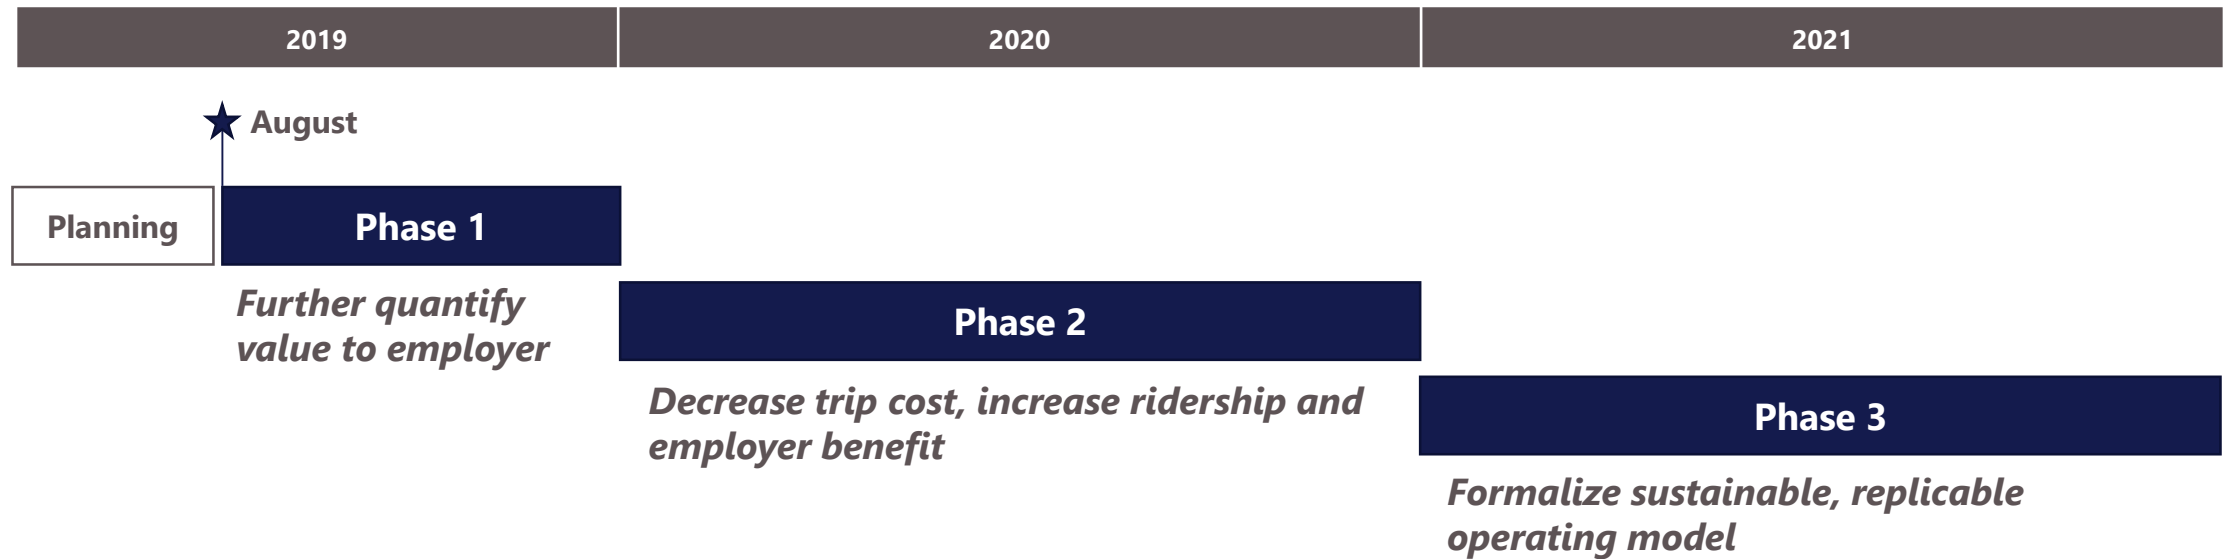 2019
2020
2021
August
Planning
Phase 1
Further quantify
value to employer
Phase 2
Decrease trip cost, increase ridership and
employer benefit
Phase 3
Formalize sustainable, replicable
operating model